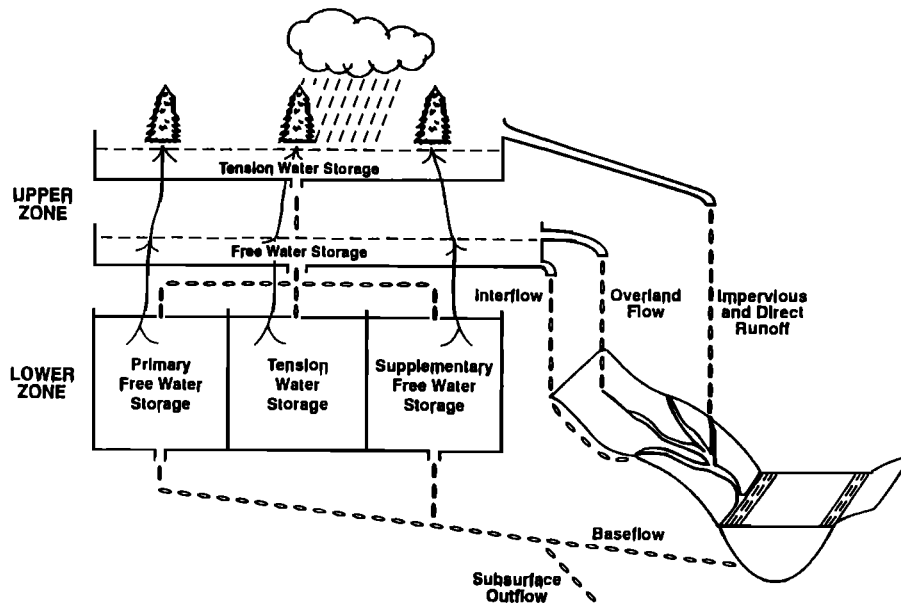 Tension Water Storage
UPPER
ZONE
Free Water Storage
Interflow
Overland
Flow
Impervious
and Direct
Runoff
LOWER
ZONE
Primary
Free Water
Storage
Tension
Water
Storage
Supplementary
Free Water
Storage
Baseflow
Subsurface
Outflow